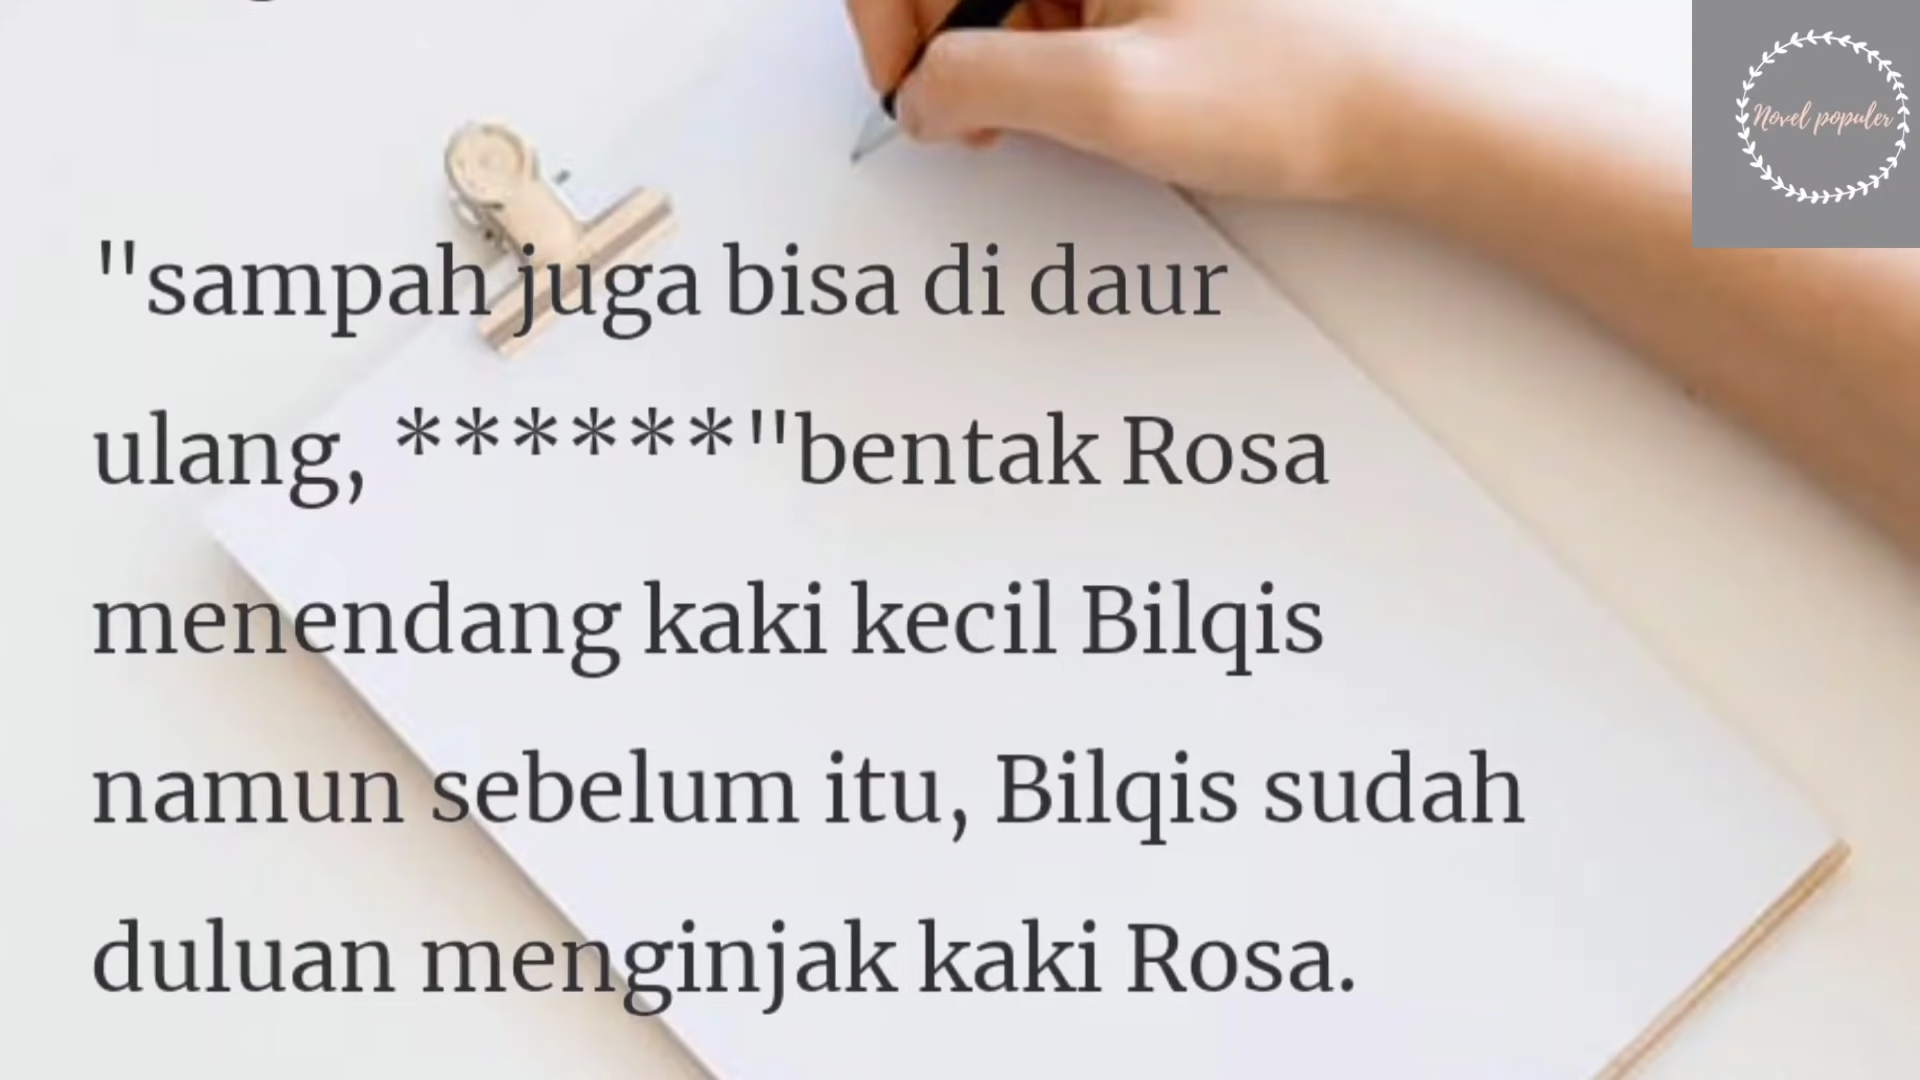 Novel populer
"sampah juga bisa di daur
ulang, ******"bentak Rosa
menendang kaki kecil Bilqis
namun sebelum itu, Bilqis sudah
duluan menginjak kaki Rosa.